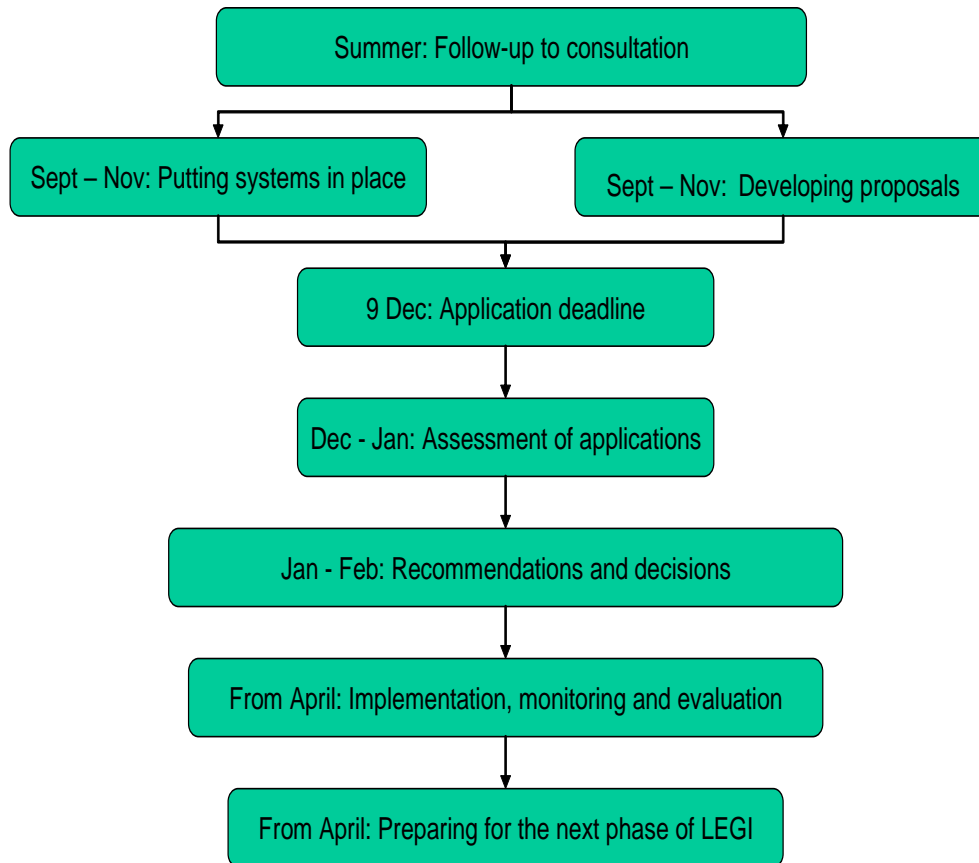 Summer: Follow-up to consultation
Sept – Nov: Putting systems in place
Sept – Nov: Developing proposals
9 Dec: Application deadline
Dec - Jan: Assessment of applications
Jan - Feb: Recommendations and decisions
From April: Implementation, monitoring and evaluation
From April: Preparing for the next phase of LEGI